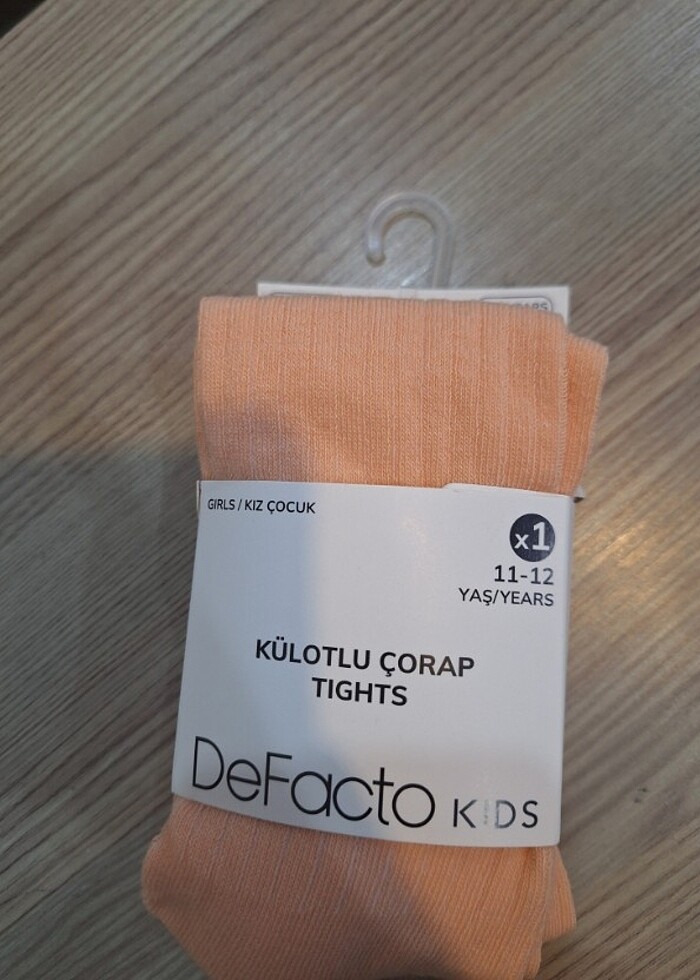 GIRLS / KIZ ÇOCUK
x1
11-12
YAŞ/YEARS
KÜLOTLU ÇORAP
TIGHTS
DeFacto KIDS